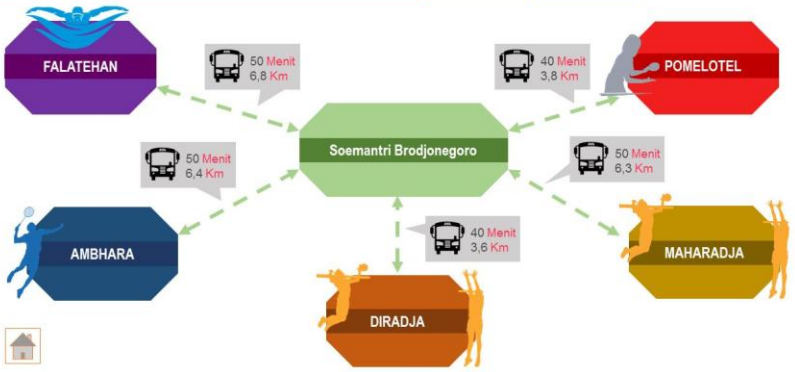 FALATEHAN
50 Menit
6,8 Km
40 Menit
3,8 Km
POMELOTEL
Soemantri Brodjonegoro
50 Menit
6,4 Km
50 Menit
6,3 Km
AMBHARA
40 Menit
3,6 Km
MAHARADJA
DIRADJA